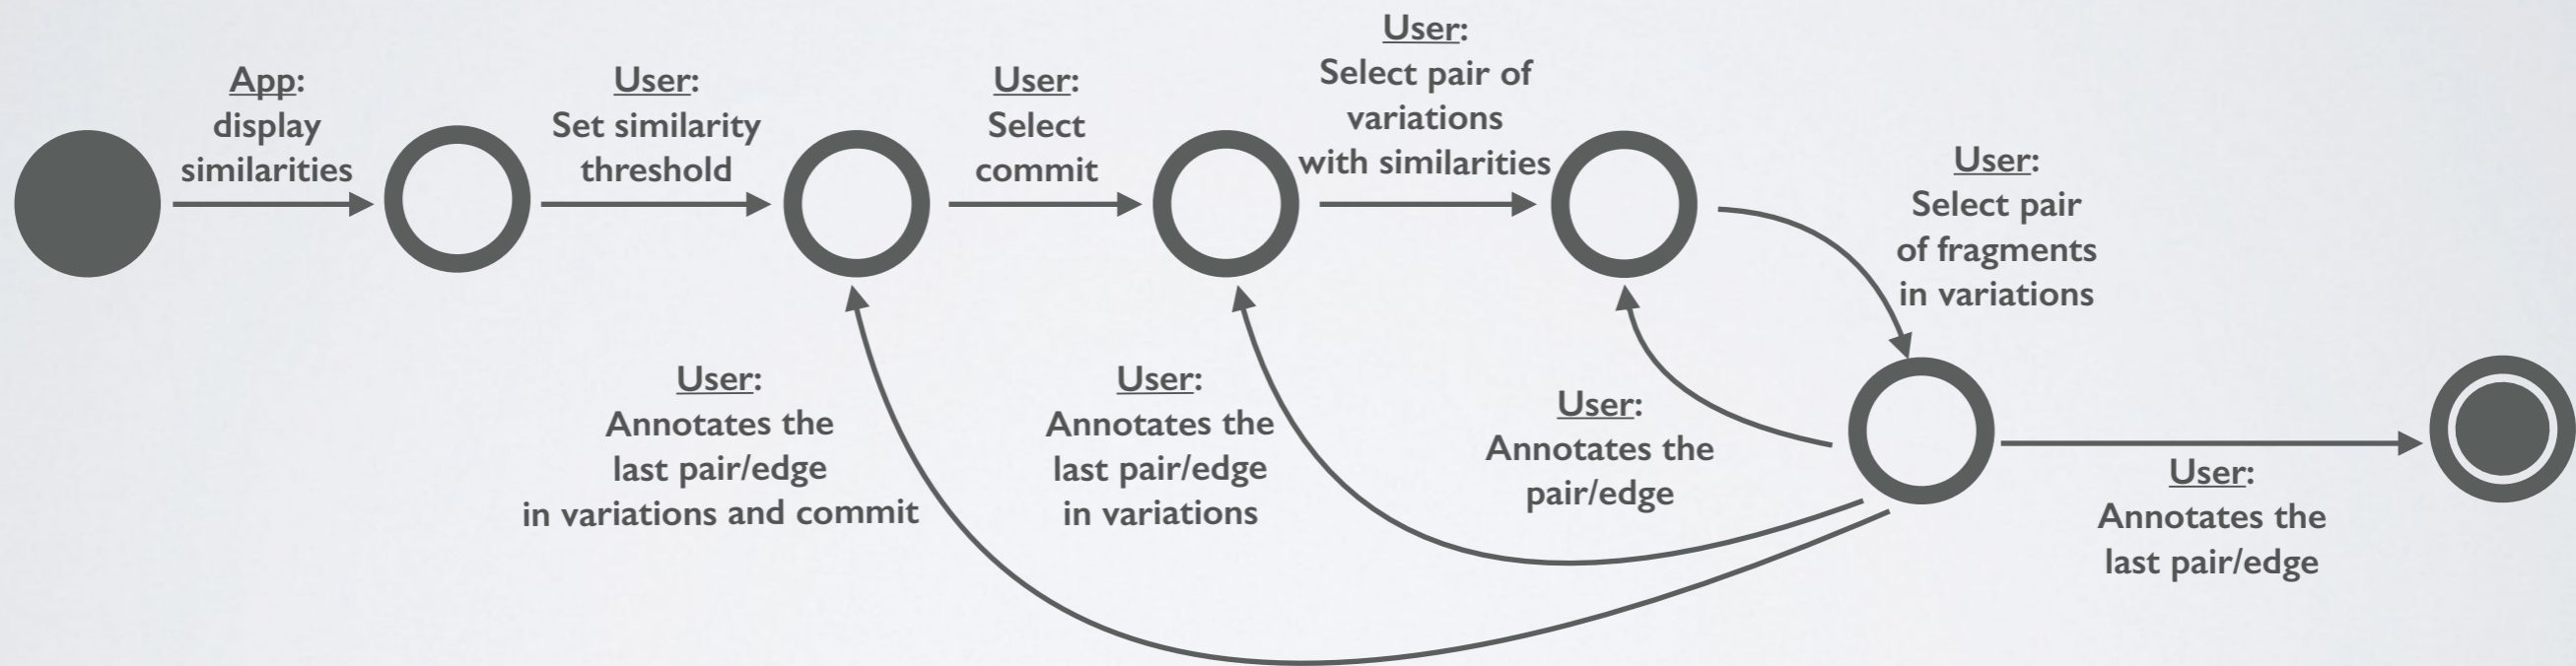 App:
display
similarities
User:
Set similarity
threshold
User:
Select
commit
User:
Select pair of
variations
with similarities
User:
Select pair
of fragments
in variations
User:
Annotates the
last pair/edge
in variations and commit
User:
Annotates the
last pair/edge
in variations
User:
Annotates the
pair/edge
User:
Annotates the
last pair/edge